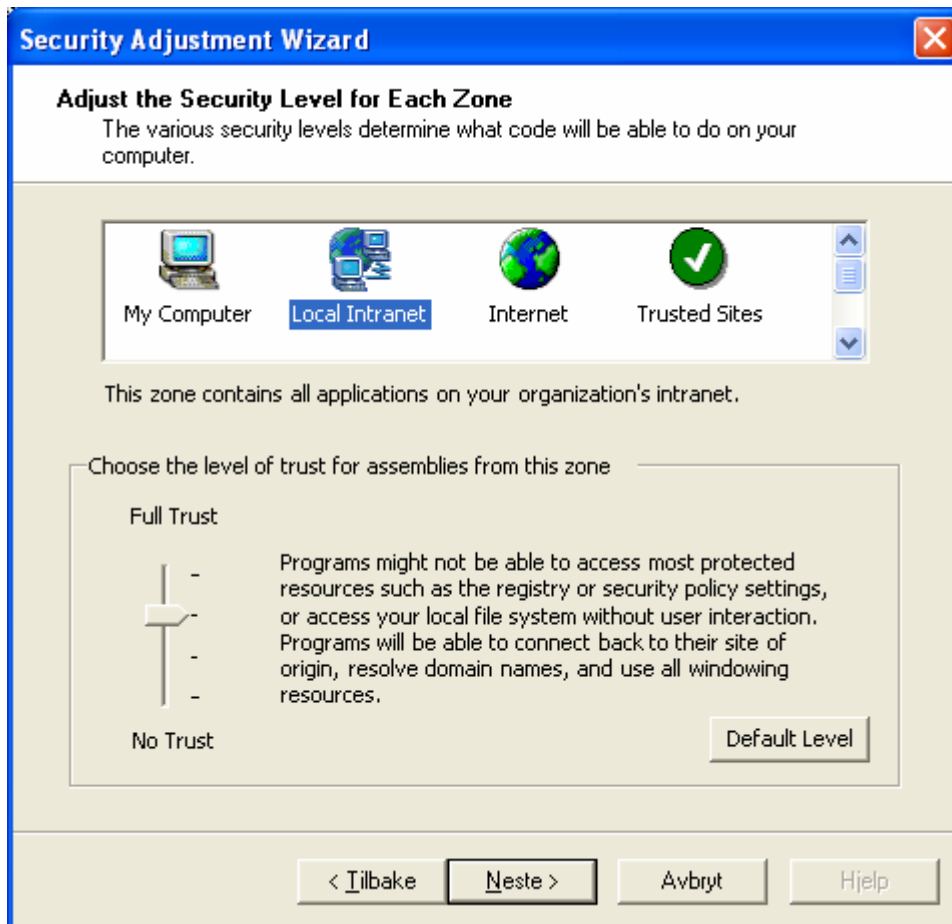 Security Adjustment Wizard
Adjust the Security Level for Each Zone
The various security levels determine what code will be able to do on your
computer.
My Computer
Local Intranet
Internet
Trusted Sites
This zone contains all applications on your organization's intranet.
Choose the level of trust for assemblies from this zone
Full Trust
Programs might not be able to access most protected
resources such as the registry or security policy settings,
or access your local file system without user interaction.
Programs will be able to connect back to their site of
origin, resolve domain names, and use all windowing
resources.
No Trust
Default Level
< Tilbake
Neste >
Avbryt
Hjelp